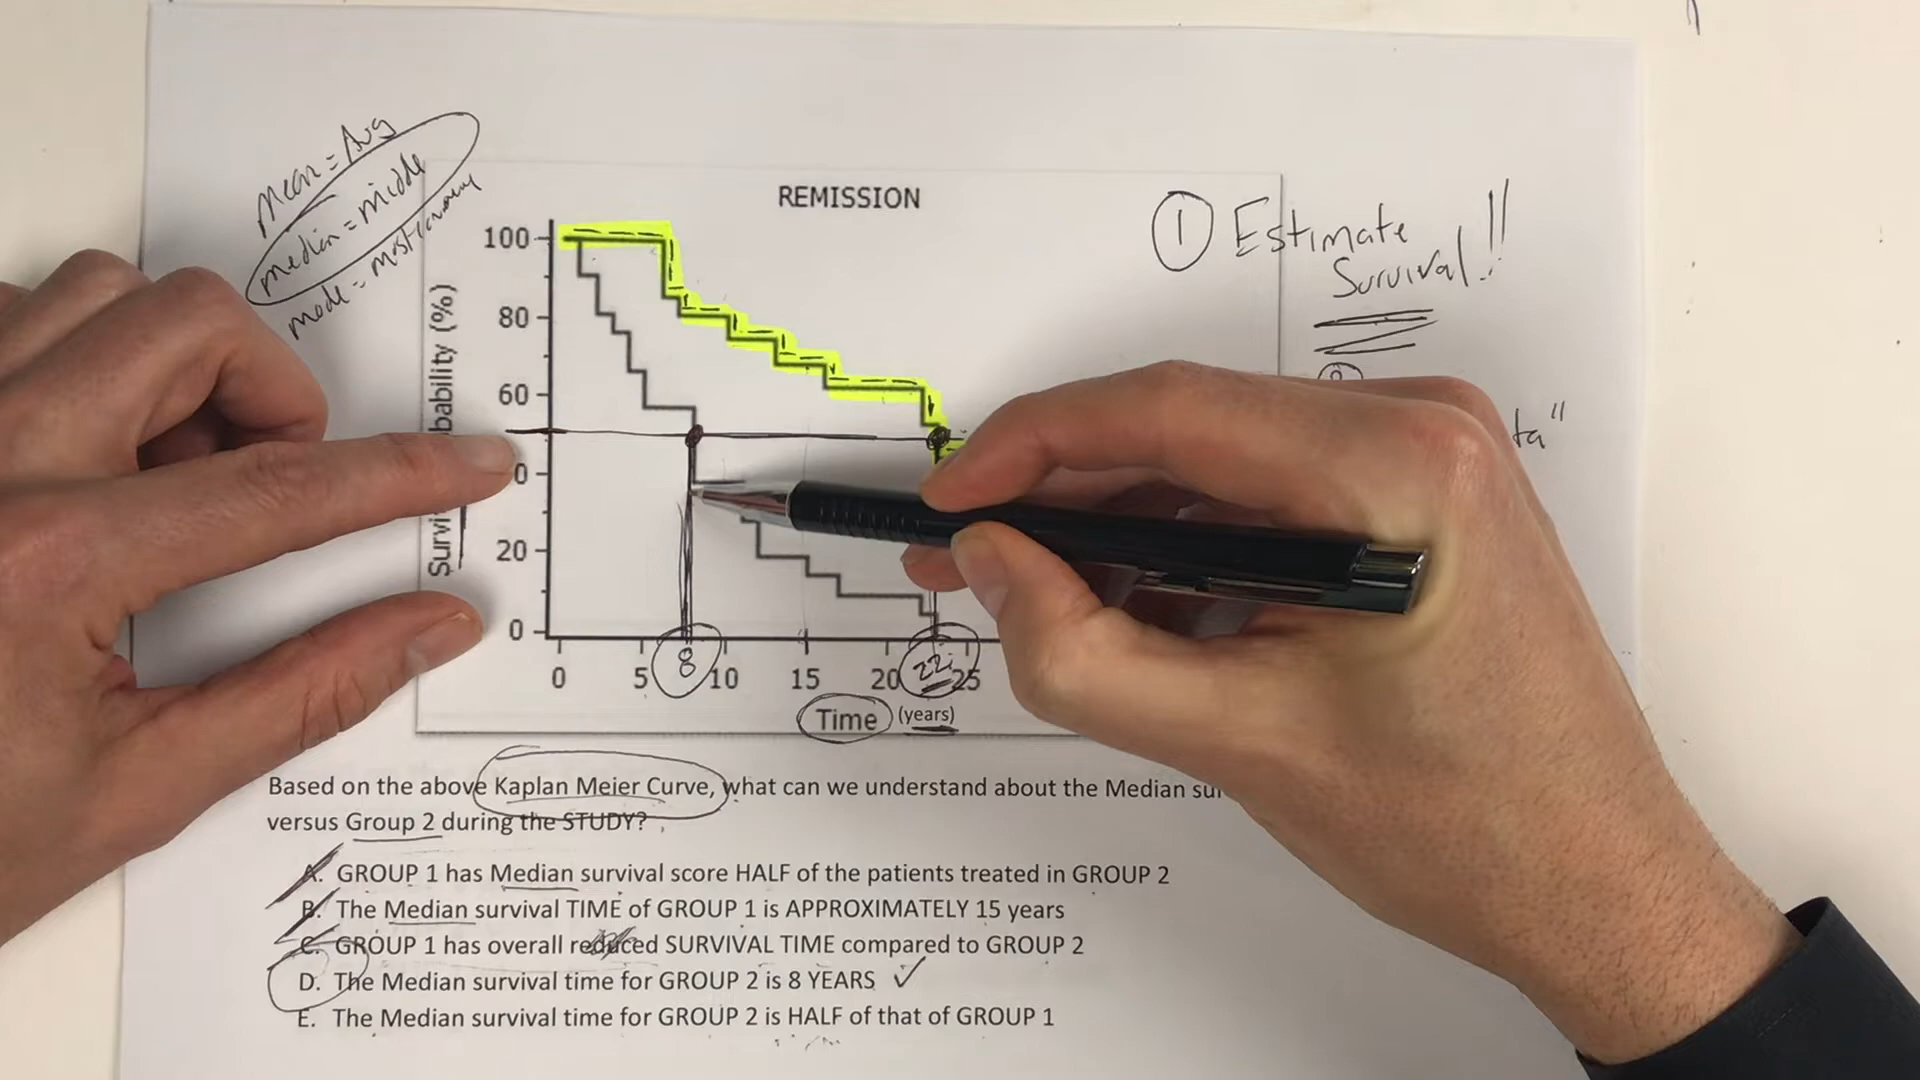 Mean = Avg
median = middle
mode = most
REMISSION
① Estimate
Survival!!
100
80
60
0
20
0
0 5 8 10 15 20 22 25
Time (years)
Based on the above Kaplan Meier Curve, what can we understand about the Median
versus Group 2 during the STUDY?
A. GROUP 1 has Median survival score HALF of the patients treated in GROUP 2
B. The Median survival TIME of GROUP 1 is APPROXIMATELY 15 years
C. GROUP 1 has overall reduced SURVIVAL TIME compared to GROUP 2
D. The Median survival time for GROUP 2 is 8 YEARS ✓
E. The Median survival time for GROUP 2 is HALF of that of GROUP 1